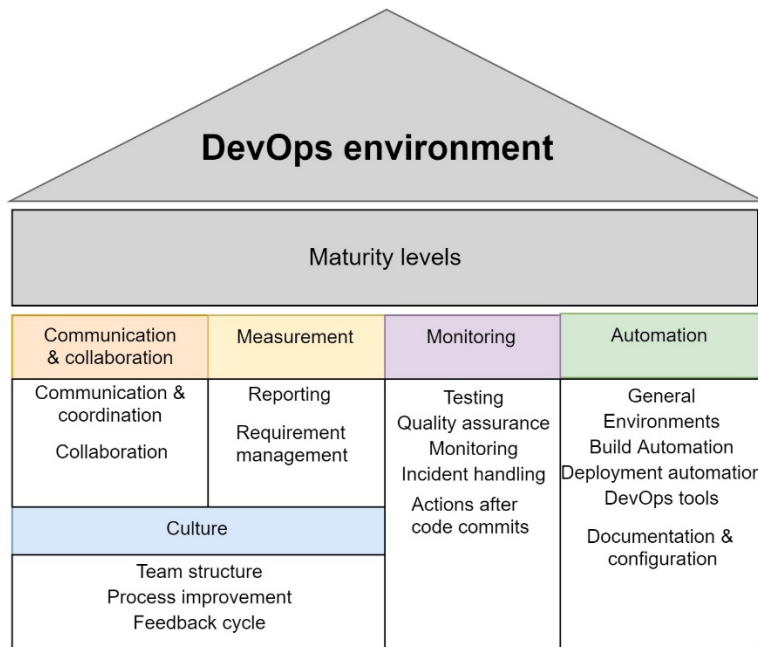 DevOps environment
Maturity levels
Communication
& collaboration
Measurement
Monitoring
Automation
Communication &
coordination
Collaboration
Reporting
Requirement
management
Testing
Quality assurance
Monitoring
Incident handling
Actions after
code commits
General
Environments
Build Automation
Deployment automation
DevOps tools
Documentation &
configuration
Culture
Team structure
Process improvement
Feedback cycle